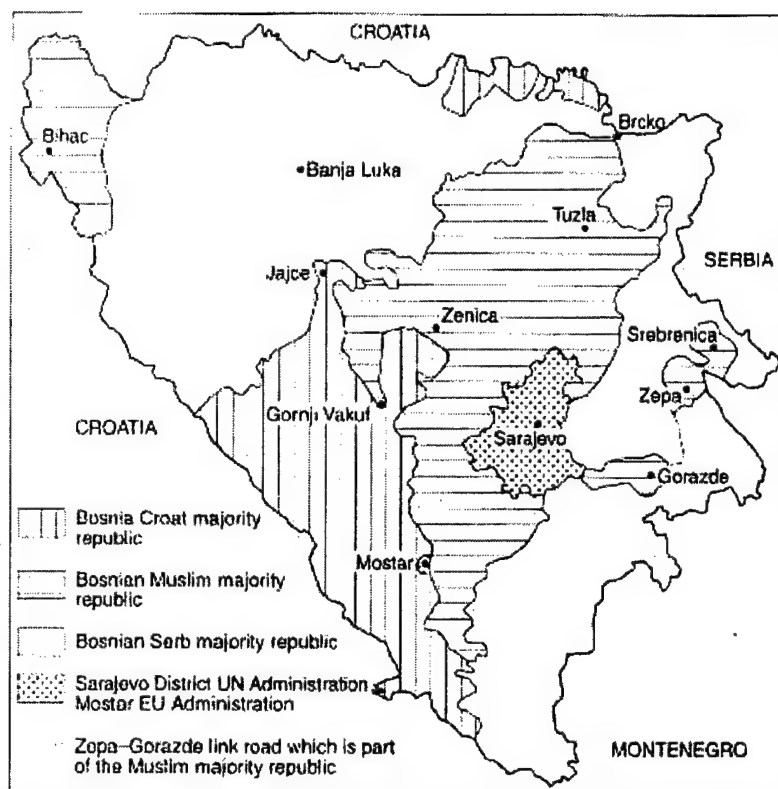 CROATIA
Brcko
Bihac
Banja Luka
Tuzla
SERBIA
Jajce
Zenica
Srebrenica
Zepa
Gornji Vakuf
CROATIA
Sarajevo
Gorazde
Bosnia Croat majority
republic
Mostar
Bosnian Muslim majority
republic
Bosnian Serb majority republic
Sarajevo District UN Administration
Mostar EU Administration
Zepa–Gorazde link road which is part
of the Muslim majority republic
MONTENEGRO